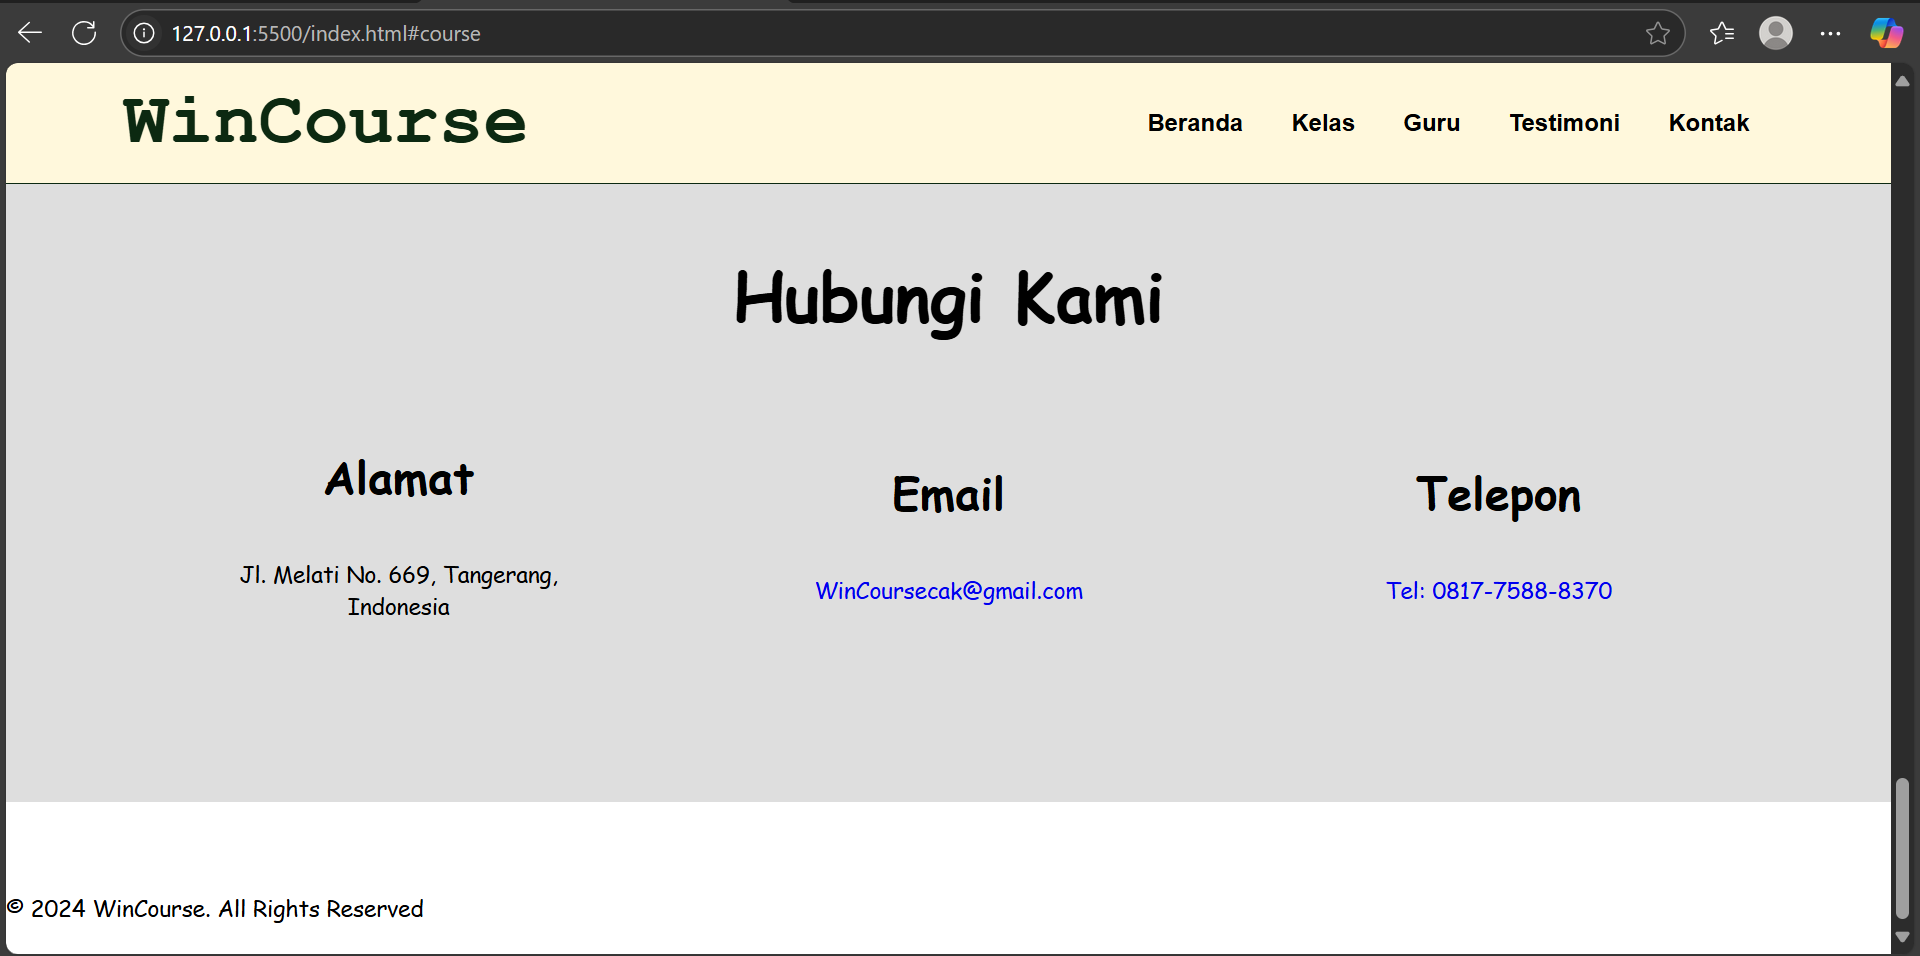 127.0.0.1:5500/index.html#course
WinCourse
Beranda Kelas Guru Testimoni Kontak
Hubungi Kami
Alamat
Jl. Melati No. 669, Tangerang,
Indonesia
Email
WinCoursecak@gmail.com
Telepon
Tel: 0817-7588-8370
© 2024 WinCourse. All Rights Reserved